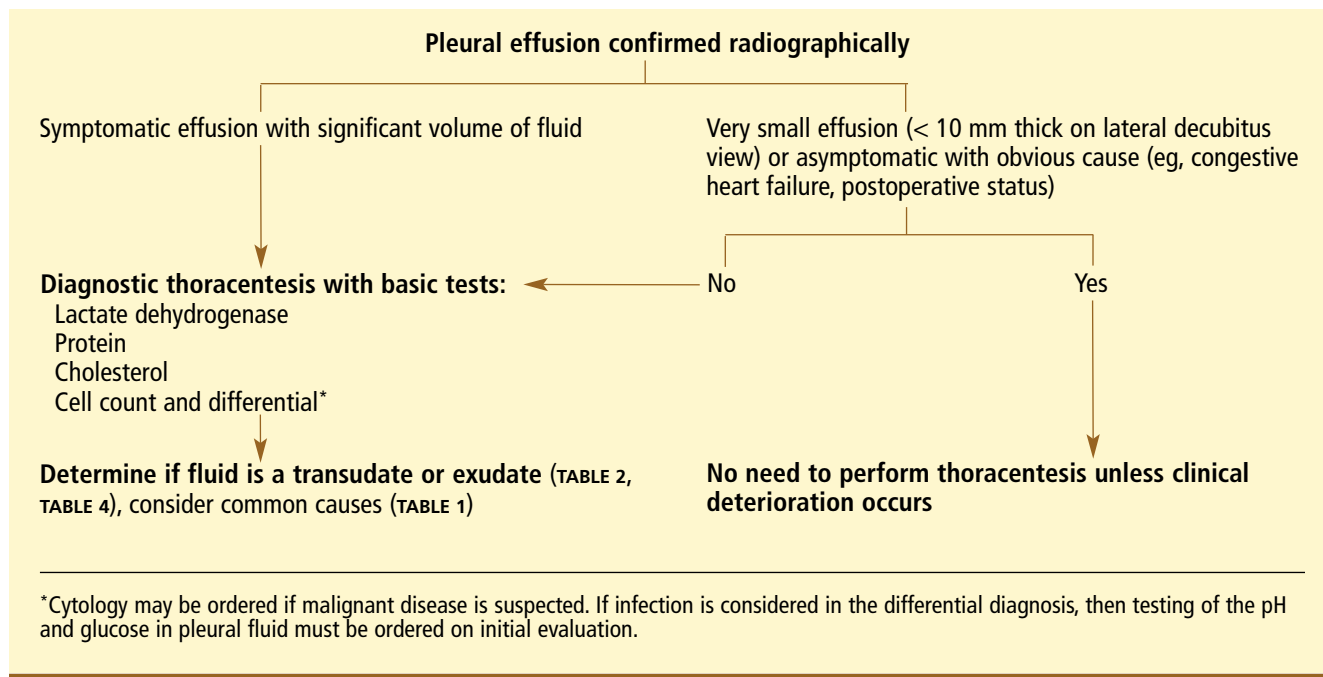 Pleural effusion confirmed radiographically
Symptomatic effusion with significant volume of fluid
Very small effusion (< 10 mm thick on lateral decubitus
view) or asymptomatic with obvious cause (eg, congestive
heart failure, postoperative status)
No
Yes
Diagnostic thoracentesis with basic tests:
Lactate dehydrogenase
Protein
Cholesterol
Cell count and differential*
Determine if fluid is a transudate or exudate (TABLE 2,
TABLE 4), consider common causes (TABLE 1)
No need to perform thoracentesis unless clinical
deterioration occurs
*Cytology may be ordered if malignant disease is suspected. If infection is considered in the differential diagnosis, then testing of the pH
and glucose in pleural fluid must be ordered on initial evaluation.